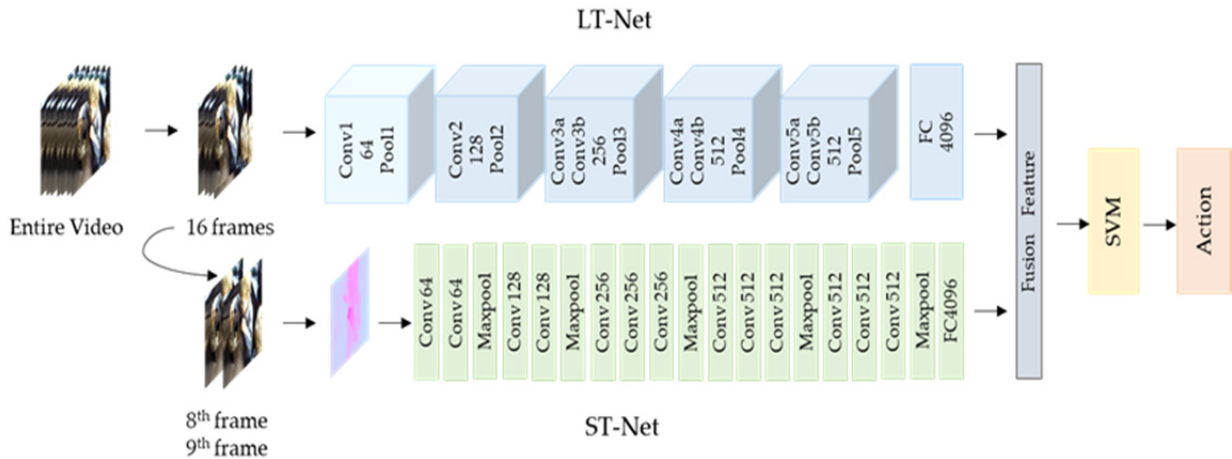 LT-Net
Entire Video
16 frames
Conv1
64
Pool1
Conv2
128
Pool2
Conv3a
Conv3b
256
Pool3
Conv4a
Conv4b
512
Pool4
Conv5a
Conv5b
512
Pool5
FC
4096
Fusion Feature
SVM
Action
8th frame
9th frame
Conv 64
Conv 64
Maxpool
Conv 128
Conv 128
Maxpool
Conv 256
Conv 256
Conv 256
Maxpool
Conv 512
Conv 512
Conv 512
Maxpool
Conv 512
Conv 512
Conv 512
Maxpool
FC4096
ST-Net